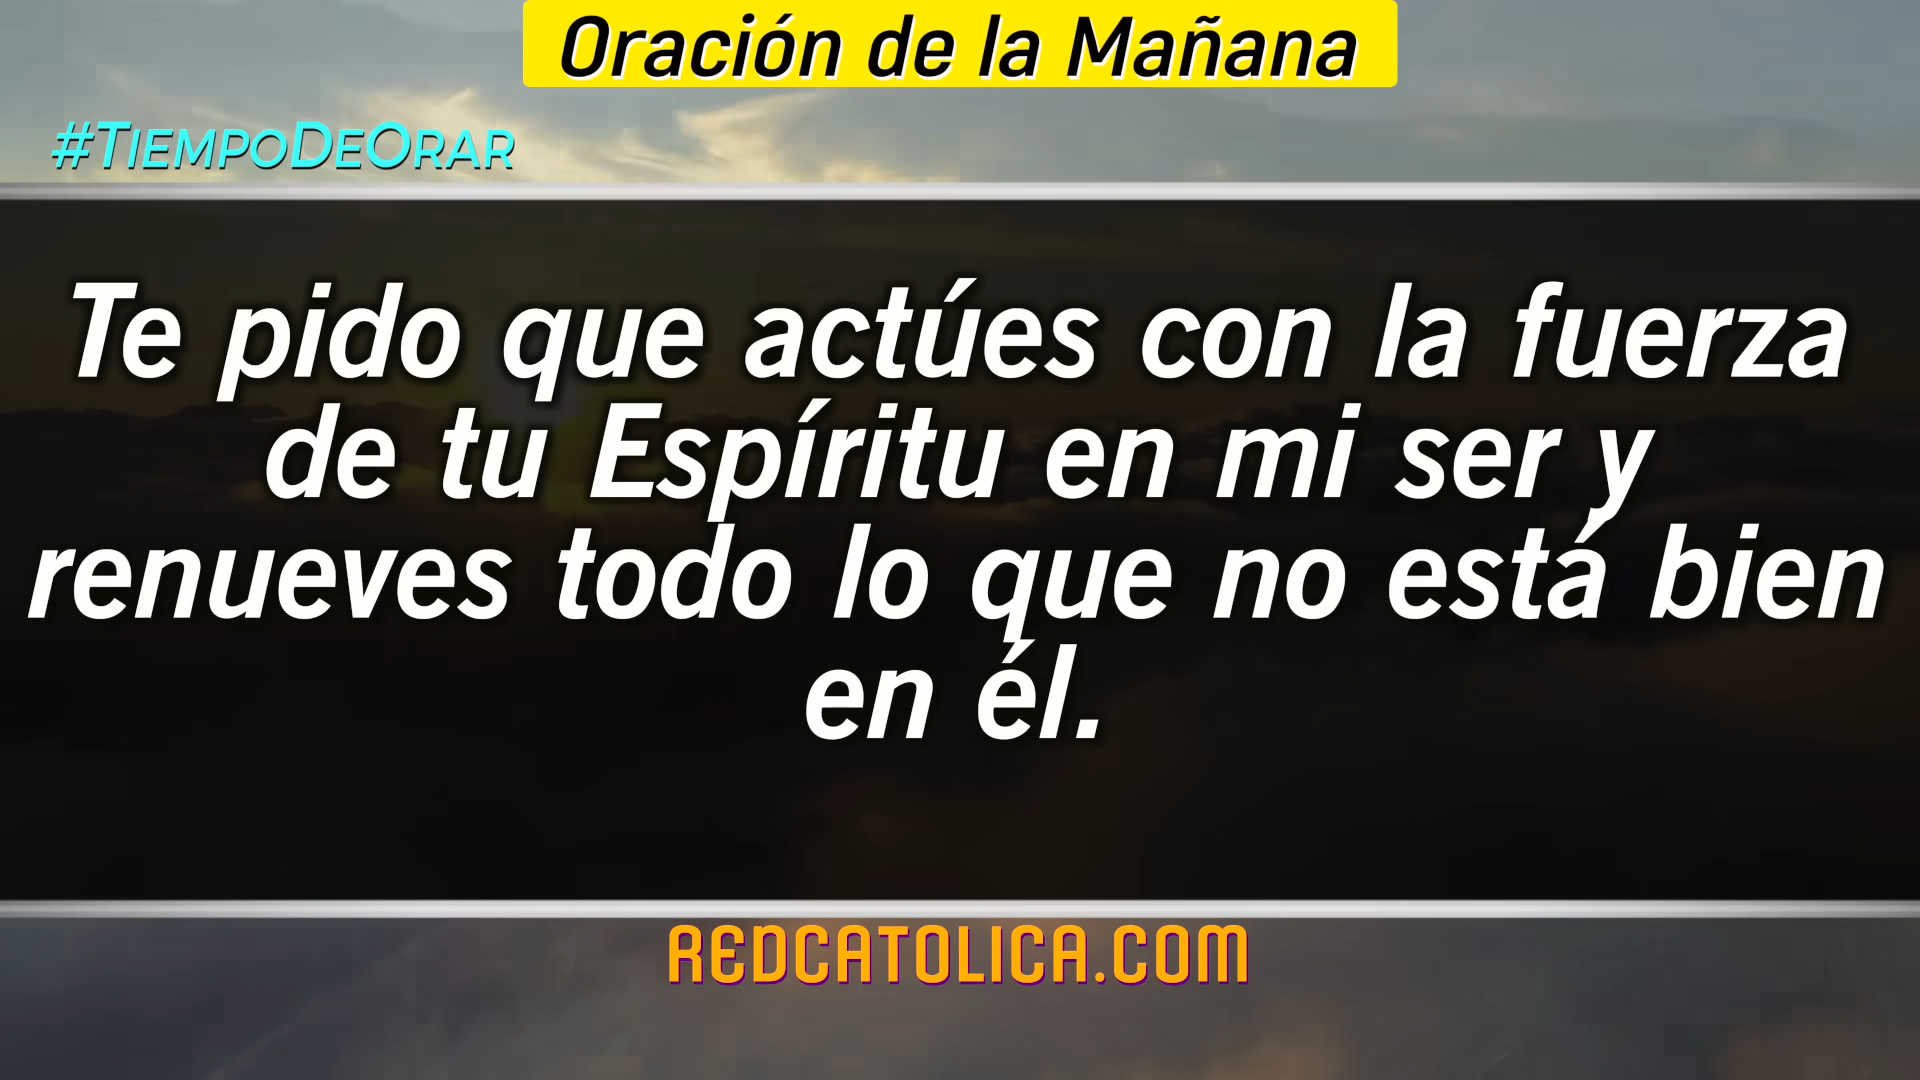 Oración de la Mañana
#TiempoDeOrar
Te pido que actúes con la fuerza
de tu Espíritu en mi ser y
renueves todo lo que no está bien
en él.
REDCATOLICA.COM